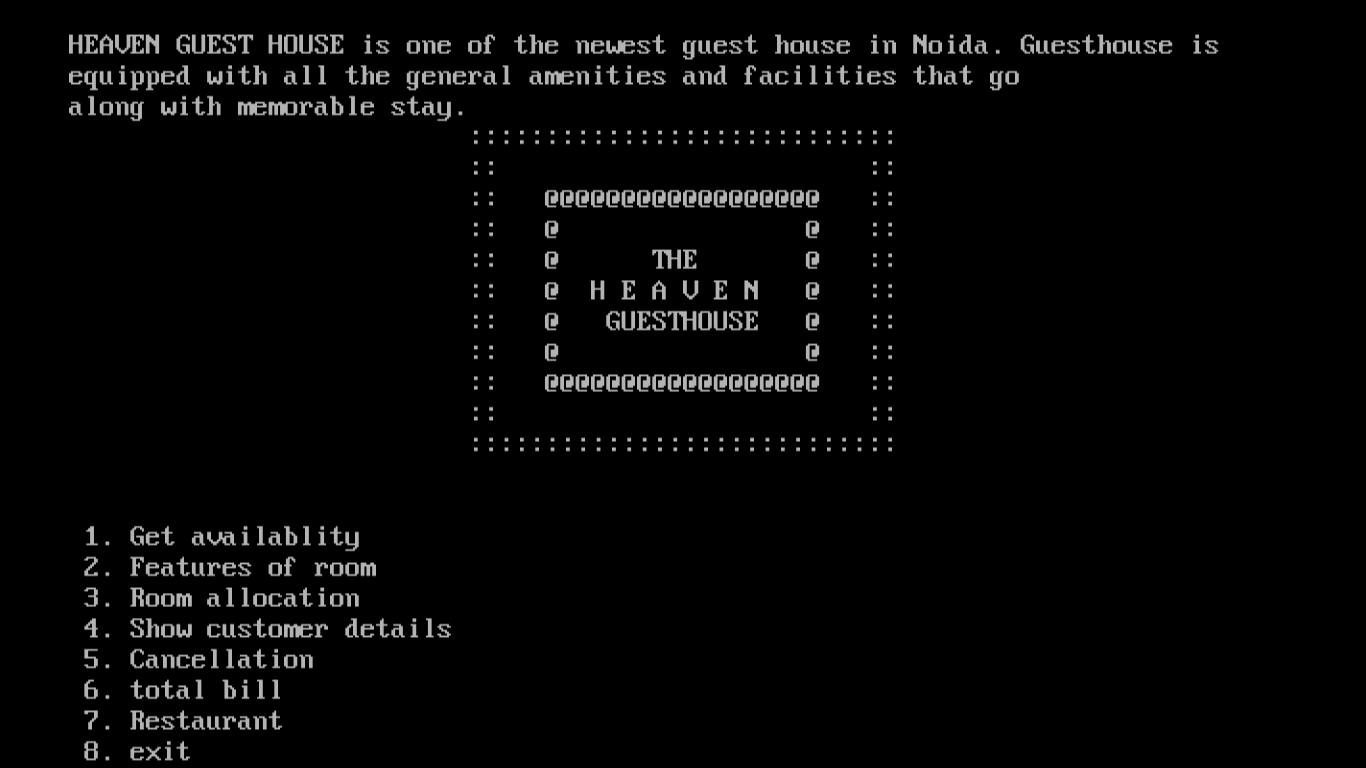 HEAVEN GUEST HOUSE is one of the newest guest house in Noida. Guesthouse is
equipped with all the general amenities and facilities that go
along with memorable stay.
::::::::::::::::::::::::::::
:: ::
:: @@@@@@@@@@@@@@@@@@ ::
:: @ @ ::
:: @ THE @ ::
:: @ H E A V E N @ ::
:: @ GUESTHOUSE @ ::
:: @ @ ::
:: @@@@@@@@@@@@@@@@@@ ::
:: ::
::::::::::::::::::::::::::::
1. Get availablity
2. Features of room
3. Room allocation
4. Show customer details
5. Cancellation
6. total bill
7. Restaurant
8. exit